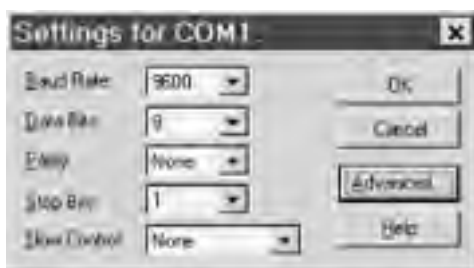 Settings for COM1
Baud Rate: 9600
Data Bits: 8
Parity: None
Stop Bits: 1
Flow Control: None
OK
Cancel
Advanced...
Help